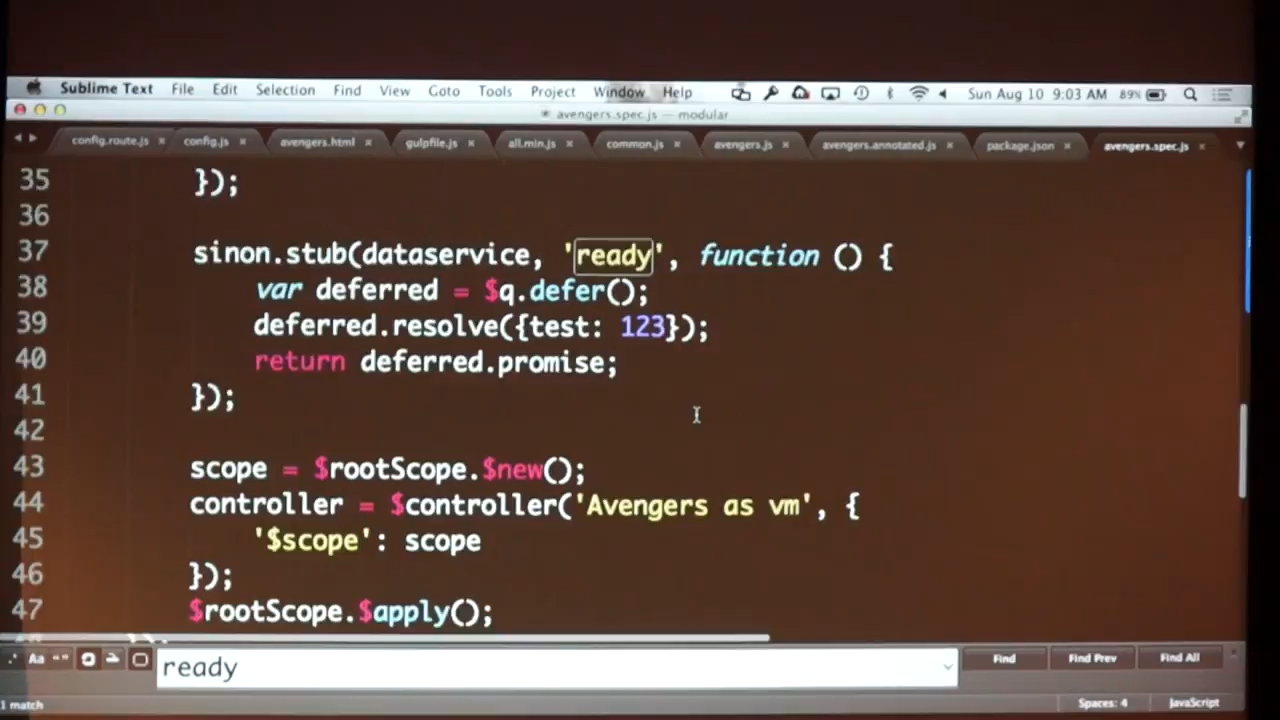 Sublime Text File Edit Selection Find View Goto Tools Project Window Help Sun Aug 10 9:03 AM 89%
avengers.spec.js — modular
config.route.js × config.js × avengers.html × gulpfile.js × all.min.js × common.js × avengers.js × avengers.annotated.js × package.json × avengers.spec.js ×
35 });
36
37 sinon.stub(dataservice, 'ready', function () {
38 var deferred = $q.defer();
39 deferred.resolve({test: 123});
40 return deferred.promise;
41 });
42
43 scope = $rootScope.$new();
44 controller = $controller('Avengers as vm', {
45 '$scope': scope
46 });
47 $rootScope.$apply();
.* Aa “” ready Find Find Prev Find All
1 match Spaces: 4 JavaScript